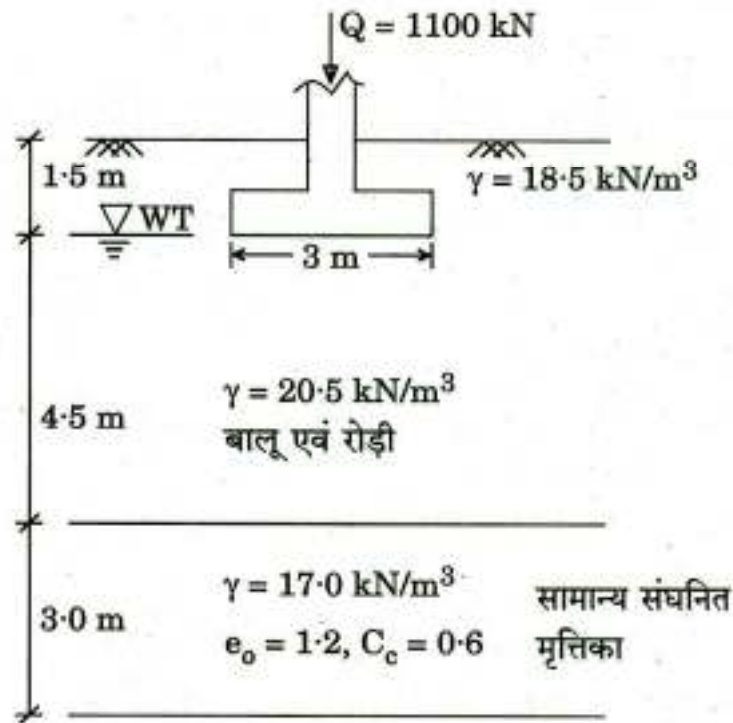 Q = 1100 kN
1·5 m
γ = 18·5 kN/m³
WT
3 m
4·5 m
γ = 20·5 kN/m³
बालू एवं रोड़ी
3·0 m
γ = 17·0 kN/m³
सामान्य संघनित
e₀ = 1·2, C_c = 0·6
मृत्तिका